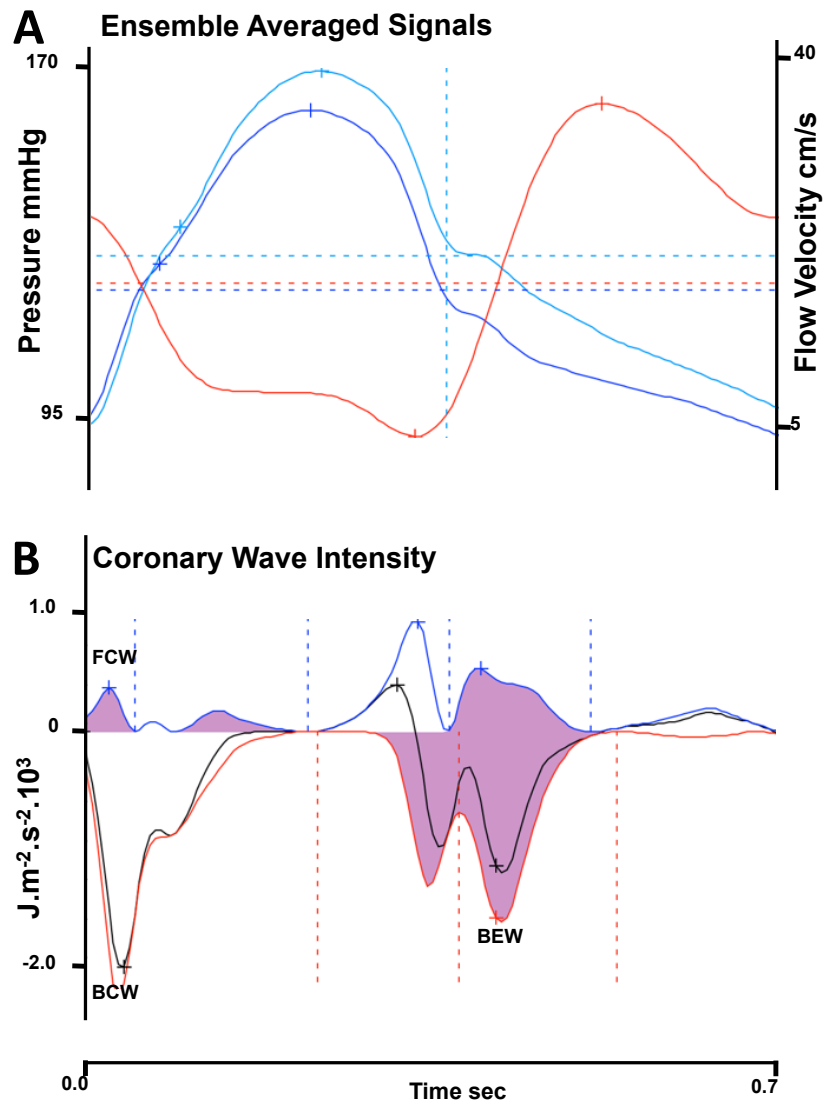 A
Ensemble Averaged Signals
170
40
Pressure mmHg
Flow Velocity cm/s
95
5
B
Coronary Wave Intensity
1.0
FCW
0
J.m-2.s-2.103
BEW
-2.0
BCW
0.0
Time sec
0.7